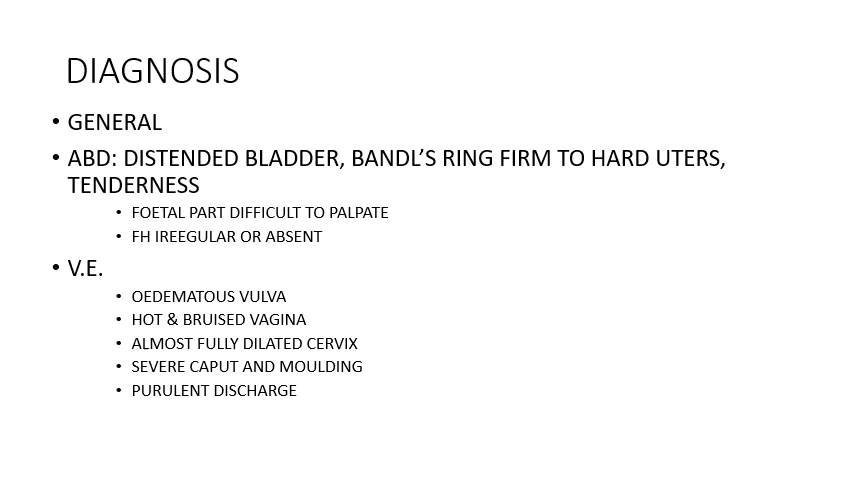 DIAGNOSIS
• GENERAL
• ABD: DISTENDED BLADDER, BANDL’S RING FIRM TO HARD UTERS,
TENDERNESS
• FOETAL PART DIFFICULT TO PALPATE
• FH IREEGULAR OR ABSENT
• V.E.
• OEDEMATOUS VULVA
• HOT & BRUISED VAGINA
• ALMOST FULLY DILATED CERVIX
• SEVERE CAPUT AND MOULDING
• PURULENT DISCHARGE